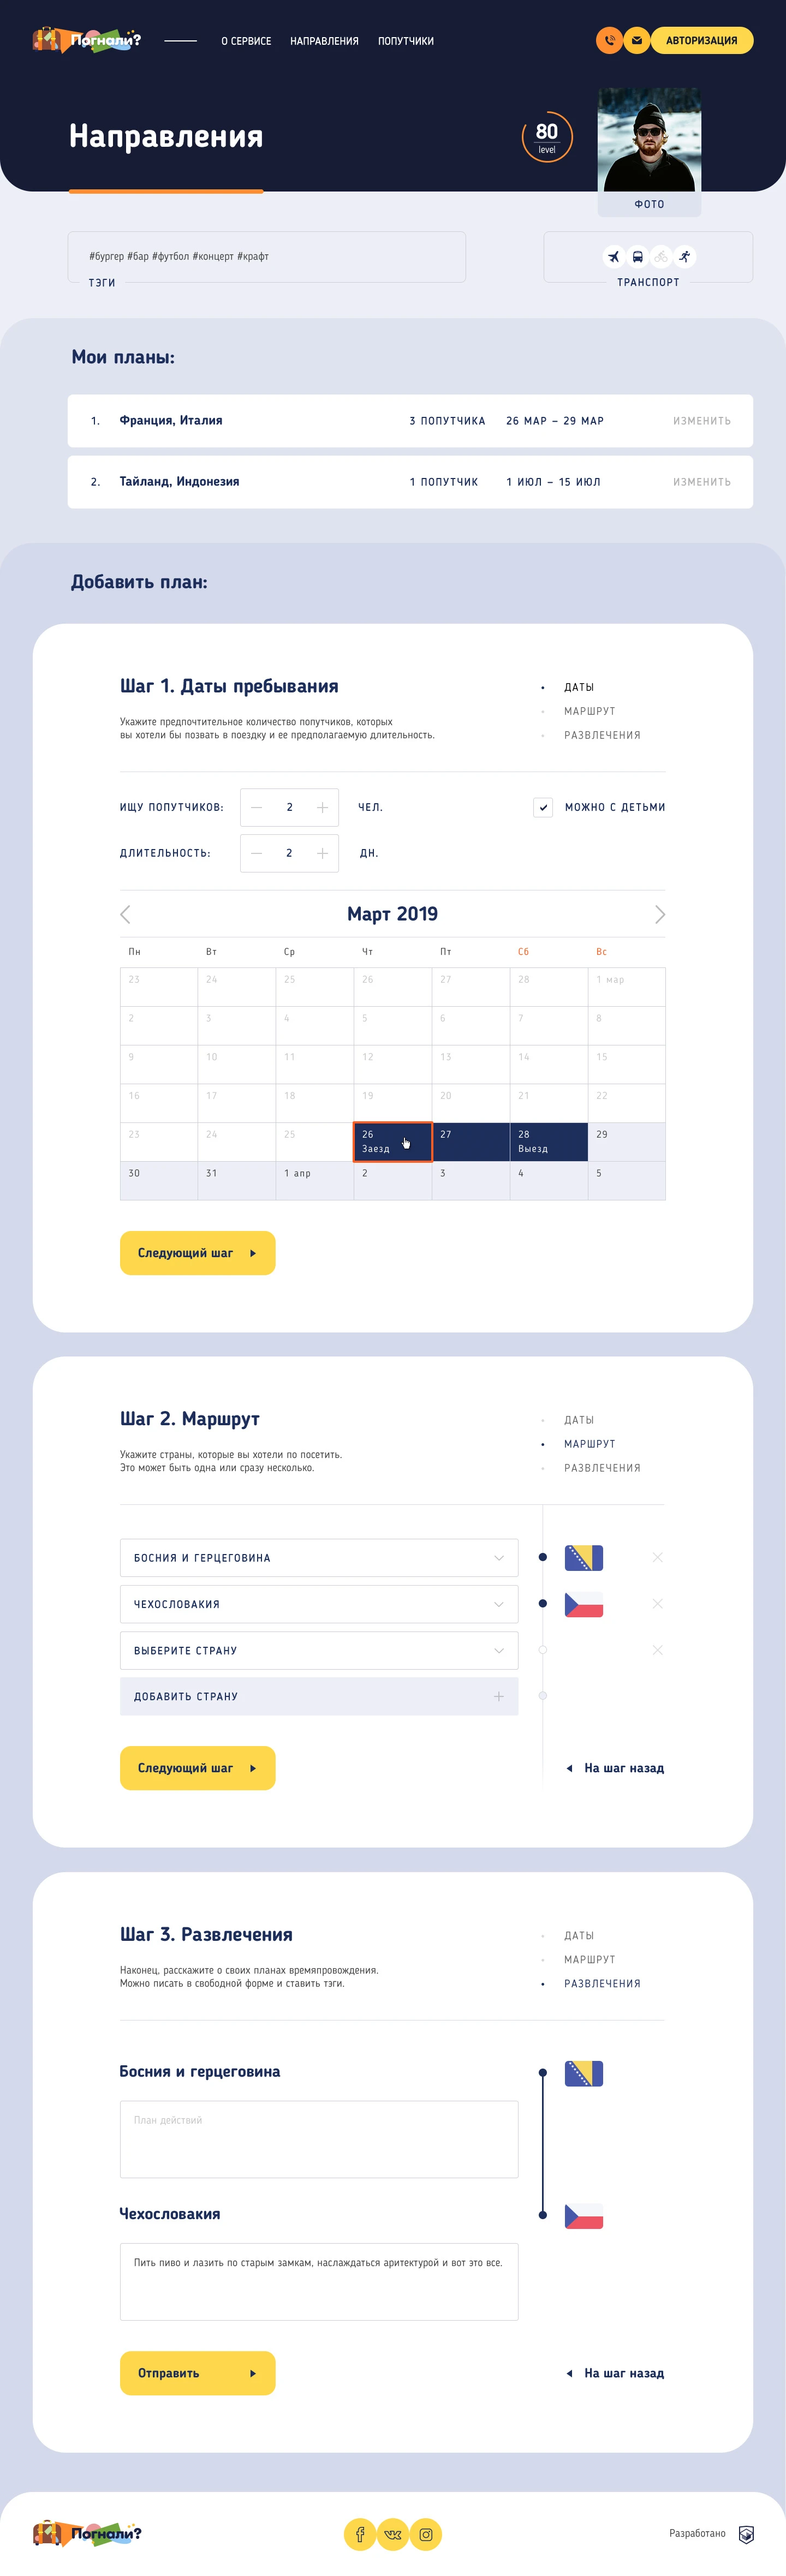 Погнали?
О СЕРВИСЕ НАПРАВЛЕНИЯ ПОПУТЧИКИ
АВТОРИЗАЦИЯ
Направления
80
level
ФОТО
#бургер #бар #футбол #концерт #крафт
ТЭГИ
ТРАНСПОРТ
Мои планы:
1. Франция, Италия 3 ПОПУТЧИКА 26 МАР – 29 МАР ИЗМЕНИТЬ
2. Тайланд, Индонезия 1 ПОПУТЧИК 1 ИЮЛ – 15 ИЮЛ ИЗМЕНИТЬ
Добавить план:
Шаг 1. Даты пребывания
Укажите предпочтительное количество попутчиков, которых
вы хотели бы позвать в поездку и ее предполагаемую длительность.
ДАТЫ
МАРШРУТ
РАЗВЛЕЧЕНИЯ
ИЩУ ПОПУТЧИКОВ: 2 ЧЕЛ. МОЖНО С ДЕТЬМИ
ДЛИТЕЛЬНОСТЬ: 2 ДН.
Март 2019
Пн Вт Ср Чт Пт Сб Вс
23 24 25 26 27 28 1 мар
2 3 4 5 6 7 8
9 10 11 12 13 14 15
16 17 18 19 20 21 22
23 24 25 26 27 28 29
Заезд Выезд
30 31 1 апр 2 3 4 5
Следующий шаг
Шаг 2. Маршрут
Укажите страны, которые вы хотели по посетить.
Это может быть одна или сразу несколько.
ДАТЫ
МАРШРУТ
РАЗВЛЕЧЕНИЯ
БОСНИЯ И ГЕРЦЕГОВИНА
ЧЕХОСЛОВАКИЯ
ВЫБЕРИТЕ СТРАНУ
ДОБАВИТЬ СТРАНУ
Следующий шаг На шаг назад
Шаг 3. Развлечения
Наконец, расскажите о своих планах времяпровождения.
Можно писать в свободной форме и ставить тэги.
ДАТЫ
МАРШРУТ
РАЗВЛЕЧЕНИЯ
Босния и герцеговина
План действий
Чехословакия
Пить пиво и лазить по старым замкам, наслаждаться аритектурой и вот это все.
Отправить На шаг назад
Погнали?
Разработано